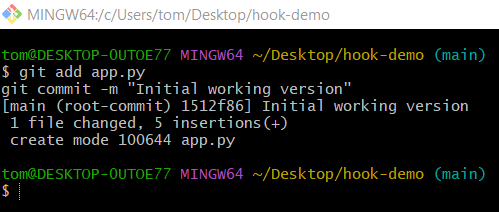 MINGW64:/c/Users/tom/Desktop/hook-demo
tom@DESKTOP-OUTOE77 MINGW64 ~/Desktop/hook-demo (main)
$ git add app.py
git commit -m "Initial working version"
[main (root-commit) 1512f86] Initial working version
 1 file changed, 5 insertions(+)
 create mode 100644 app.py
tom@DESKTOP-OUTOE77 MINGW64 ~/Desktop/hook-demo (main)
$